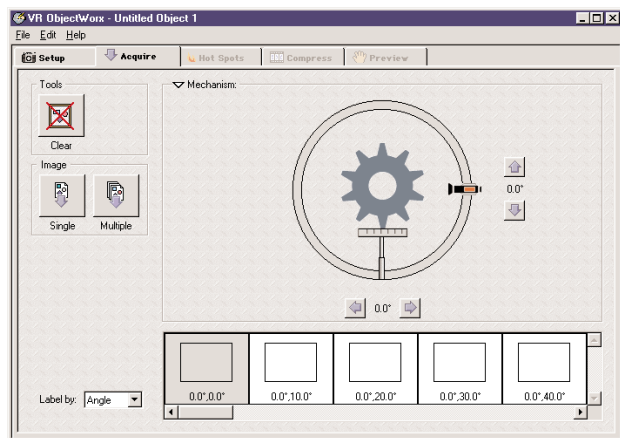 VR ObjectWorx - Untitled Object 1
File Edit Help
Setup Acquire Hot Spots Compress Preview
Tools
Clear
Image
Single Multiple
Mechanism:
0.0°
0.0°
0.0°,0.0° 0.0°,10.0° 0.0°,20.0° 0.0°,30.0° 0.0°,40.0°
Label by: Angle